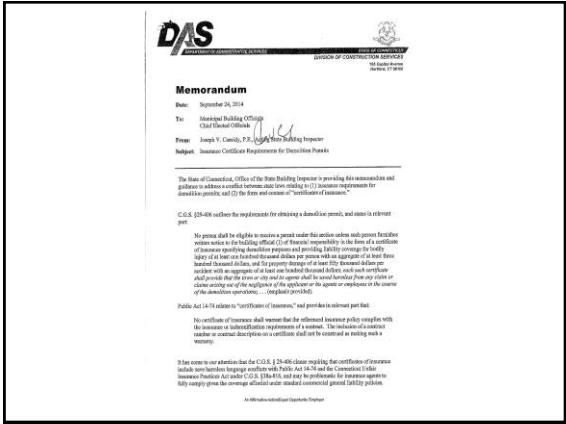 DAS
DEPARTMENT OF ADMINISTRATIVE SERVICES
STATE OF CONNECTICUT
DIVISION OF CONSTRUCTION SERVICES
165 Capitol Avenue
Hartford, CT 06106
Memorandum
Date: September 24, 2014
To: Municipal Building Officials
Chief Elected Officials
From: Joseph V. Cassidy, P.E., Acting State Building Inspector
Subject: Insurance Certificate Requirements for Demolition Permits
The State of Connecticut, Office of the State Building Inspector is providing this memorandum and
guidance to address a conflict between state laws relating to (1) insurance requirements for
demolition permits; and (2) the form and content of "certificates of insurance."
C.G.S. §29-406 outlines the requirements for obtaining a demolition permit, and states in relevant
part:
No person shall be eligible to receive a permit under this section unless such person furnishes
written notice to the building official (1) of financial responsibility in the form of a certificate
of insurance specifying demolition purposes and providing liability coverage for bodily
injury of at least one hundred thousand dollars per person with an aggregate of at least three
hundred thousand dollars, and for property damage of at least fifty thousand dollars per
accident with an aggregate of at least one hundred thousand dollars; each such certificate
shall provide that the town or city and its agents shall be saved harmless from any claim or
claims arising out of the negligence of the applicant or his agents or employees in the course
of the demolition operations; . . . (emphasis provided).
Public Act 14-74 relates to "certificates of insurance," and provides in relevant part that:
No certificate of insurance shall warrant that the referenced insurance policy complies with
the insurance or indemnification requirements of a contract. The inclusion of a contract
number or contract description on a certificate shall not be construed as making such a
warranty.
It has come to our attention that the C.G.S. § 29-406 clause requiring that certificates of insurance
include save harmless language conflicts with Public Act 14-74 and the Connecticut Unfair
Insurance Practices Act under C.G.S. §38a-816, and may be problematic for insurance agents to
fully comply given the coverage afforded under standard commercial general liability policies.
An Affirmative Action/Equal Opportunity Employer